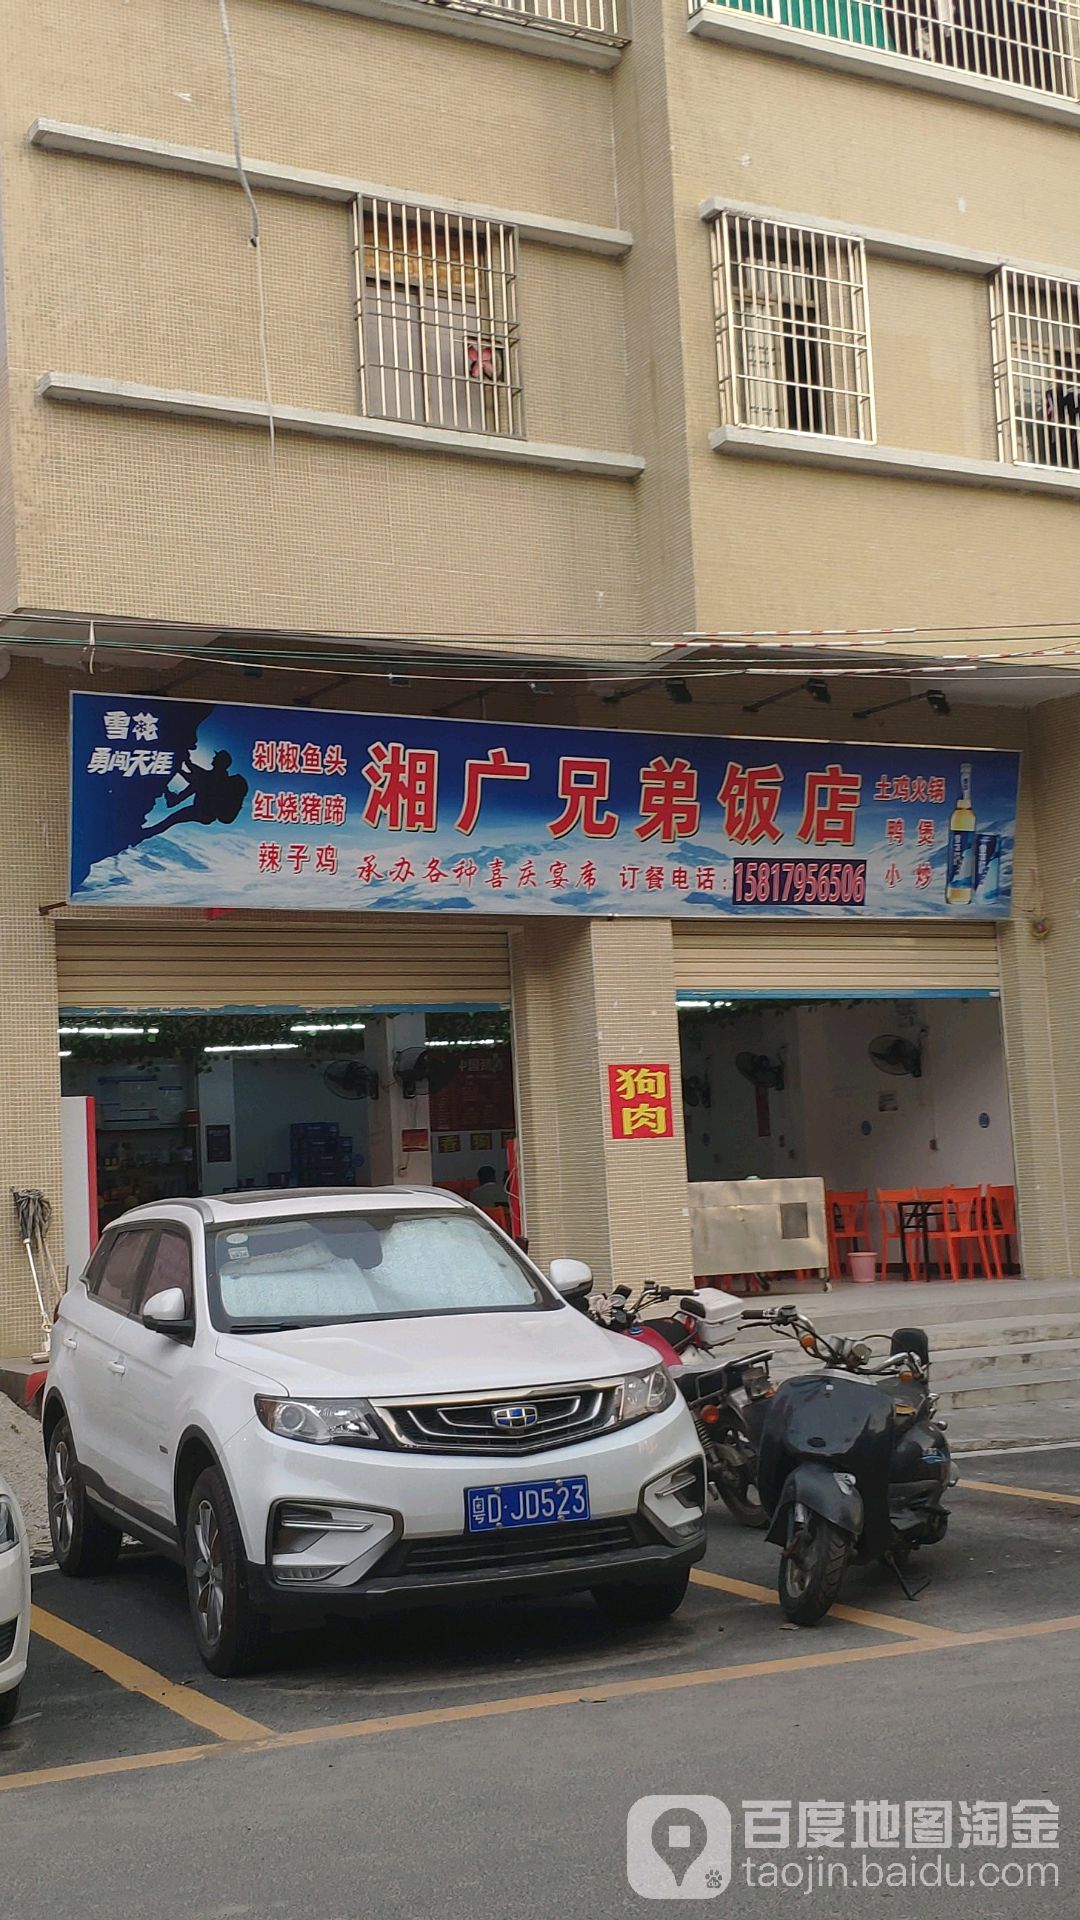 雪花
勇闯天涯
剁椒鱼头
红烧猪蹄
辣子鸡
湘广兄弟饭店
承办各种喜庆宴席 订餐电话:15817956506
土鸡火锅
鸭煲
小炒
狗肉
粤D·JD523
百度地图淘金
taojin.baidu.com